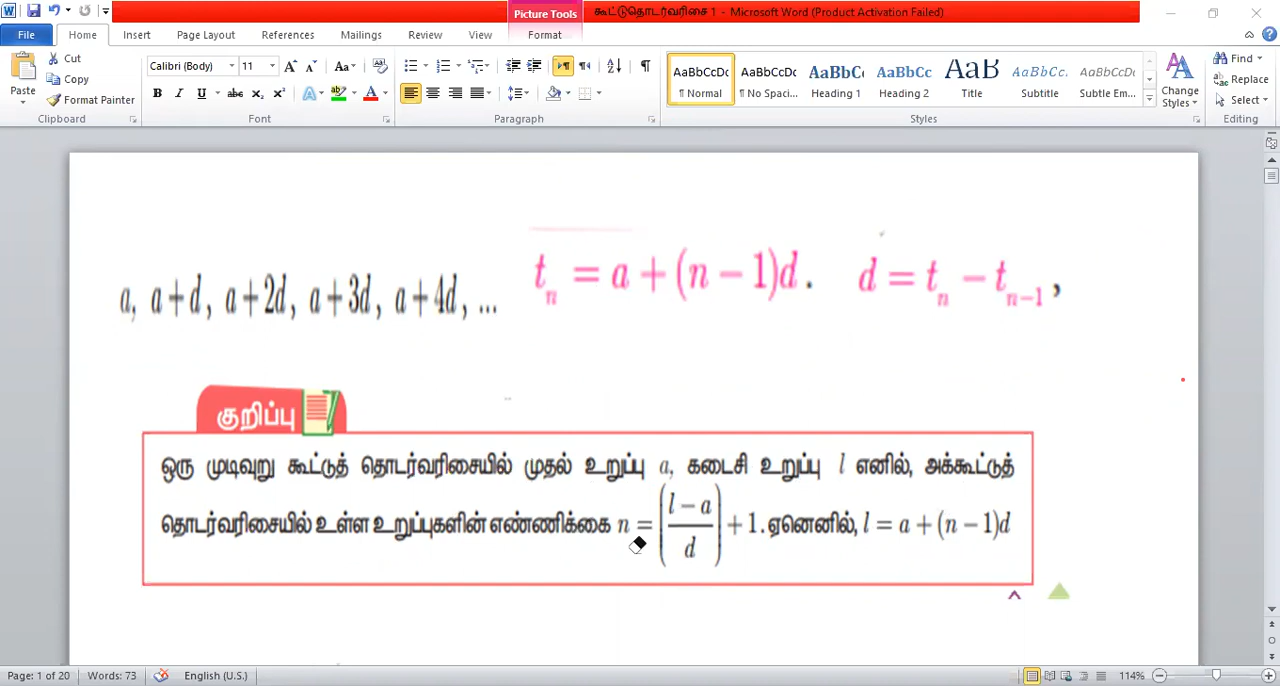 Picture Tools
கூட்டுதொடர்வரிசை 1 - Microsoft Word (Product Activation Failed)
File Home Insert Page Layout References Mailings Review View Format
Paste
Cut
Copy
Format Painter
Clipboard
Calibri (Body) 11
Font
Paragraph
AaBbCcDc AaBbCcDc AaBbC AaBbCc AaB AaBbCc. AaBbCcDc
¶ Normal ¶ No Spaci... Heading 1 Heading 2 Title Subtitle Subtle Em...
Styles
Change Styles
Find
Replace
Select
Editing
a, a+d, a+2d, a+3d, a+4d, ...
t_n = a + (n − 1)d. d = t_n − t_{n−1},
குறிப்பு
ஒரு முடிவுறு கூட்டுத் தொடர்வரிசையில் முதல் உறுப்பு a, கடைசி உறுப்பு l எனில், அக்கூட்டுத்
தொடர்வரிசையில் உள்ள உறுப்புகளின் எண்ணிக்கை n = ((l − a)/d) + 1. ஏனெனில், l = a + (n − 1)d
Page: 1 of 20 Words: 73 English (U.S.) 114%